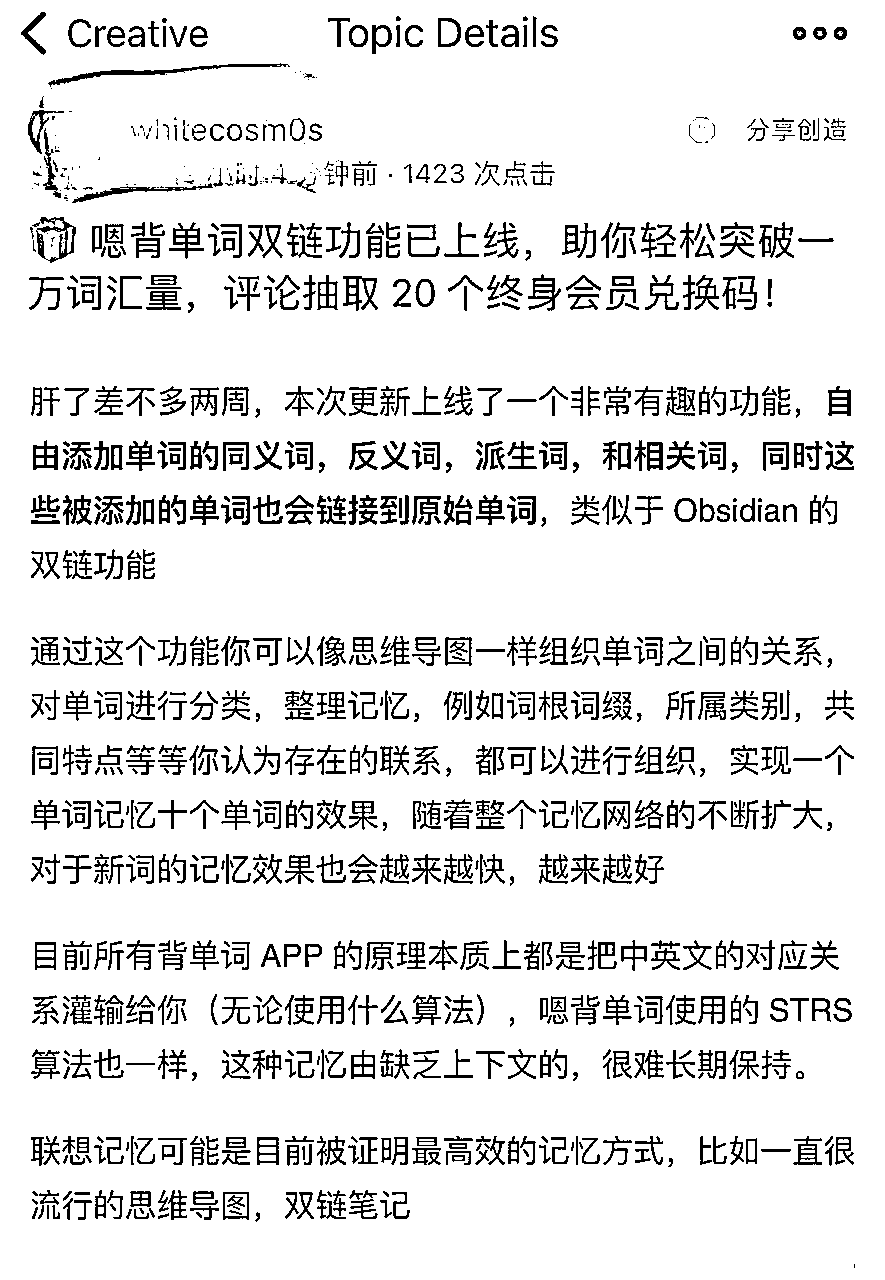 Creative
Topic Details
whitecosm0s
分享创造
钟前 · 1423 次点击
嗯背单词双链功能已上线，助你轻松突破一
万词汇量，评论抽取 20 个终身会员兑换码！
肝了差不多两周，本次更新上线了一个非常有趣的功能，自
由添加单词的同义词，反义词，派生词，和相关词，同时这
些被添加的单词也会链接到原始单词，类似于 Obsidian 的
双链功能
通过这个功能你可以像思维导图一样组织单词之间的关系，
对单词进行分类，整理记忆，例如词根词缀，所属类别，共
同特点等等你认为存在的联系，都可以进行组织，实现一个
单词记忆十个单词的效果，随着整个记忆网络的不断扩大，
对于新词的记忆效果也会越来越快，越来越好
目前所有背单词 APP 的原理本质上都是把中英文的对应关
系灌输给你（无论使用什么算法），嗯背单词使用的 STRS
算法也一样，这种记忆由缺乏上下文的，很难长期保持。
联想记忆可能是目前被证明最高效的记忆方式，比如一直很
流行的思维导图，双链笔记